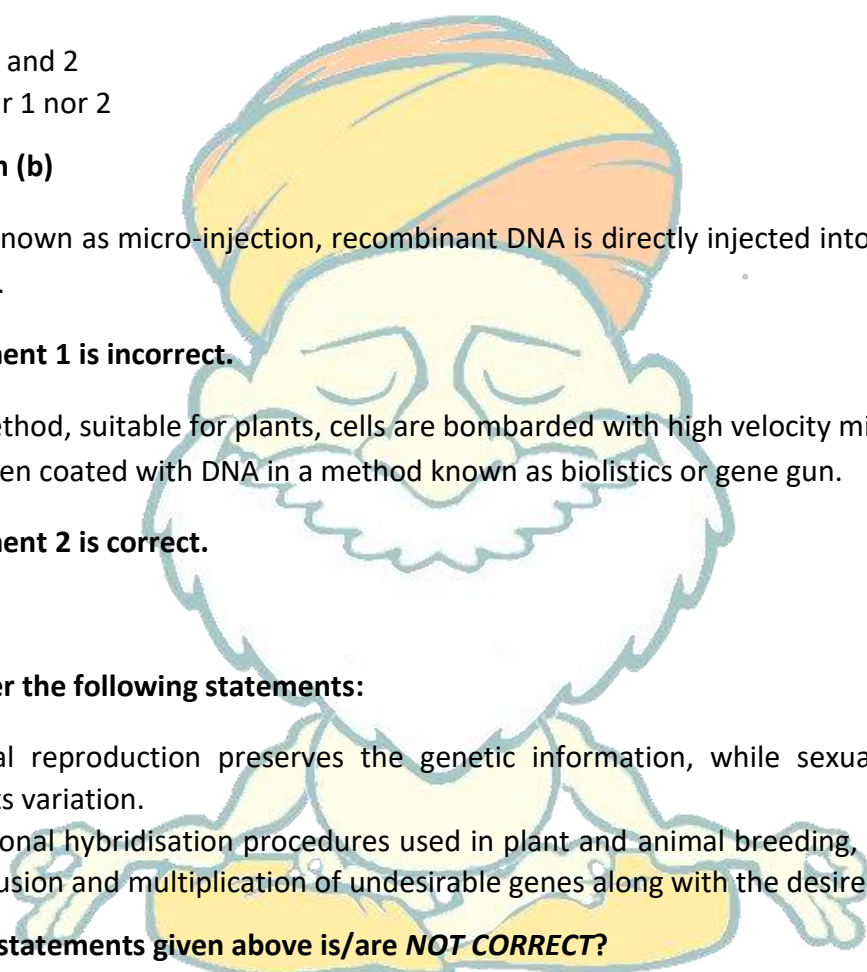 and 2
r 1 nor 2
n (b)
nown as micro-injection, recombinant DNA is directly injected into
.
ent 1 is incorrect.
ethod, suitable for plants, cells are bombarded with high velocity mi
en coated with DNA in a method known as biolistics or gene gun.
ent 2 is correct.
er the following statements:
al reproduction preserves the genetic information, while sexua
ts variation.
onal hybridisation procedures used in plant and animal breeding,
usion and multiplication of undesirable genes along with the desire
statements given above is/are NOT CORRECT?